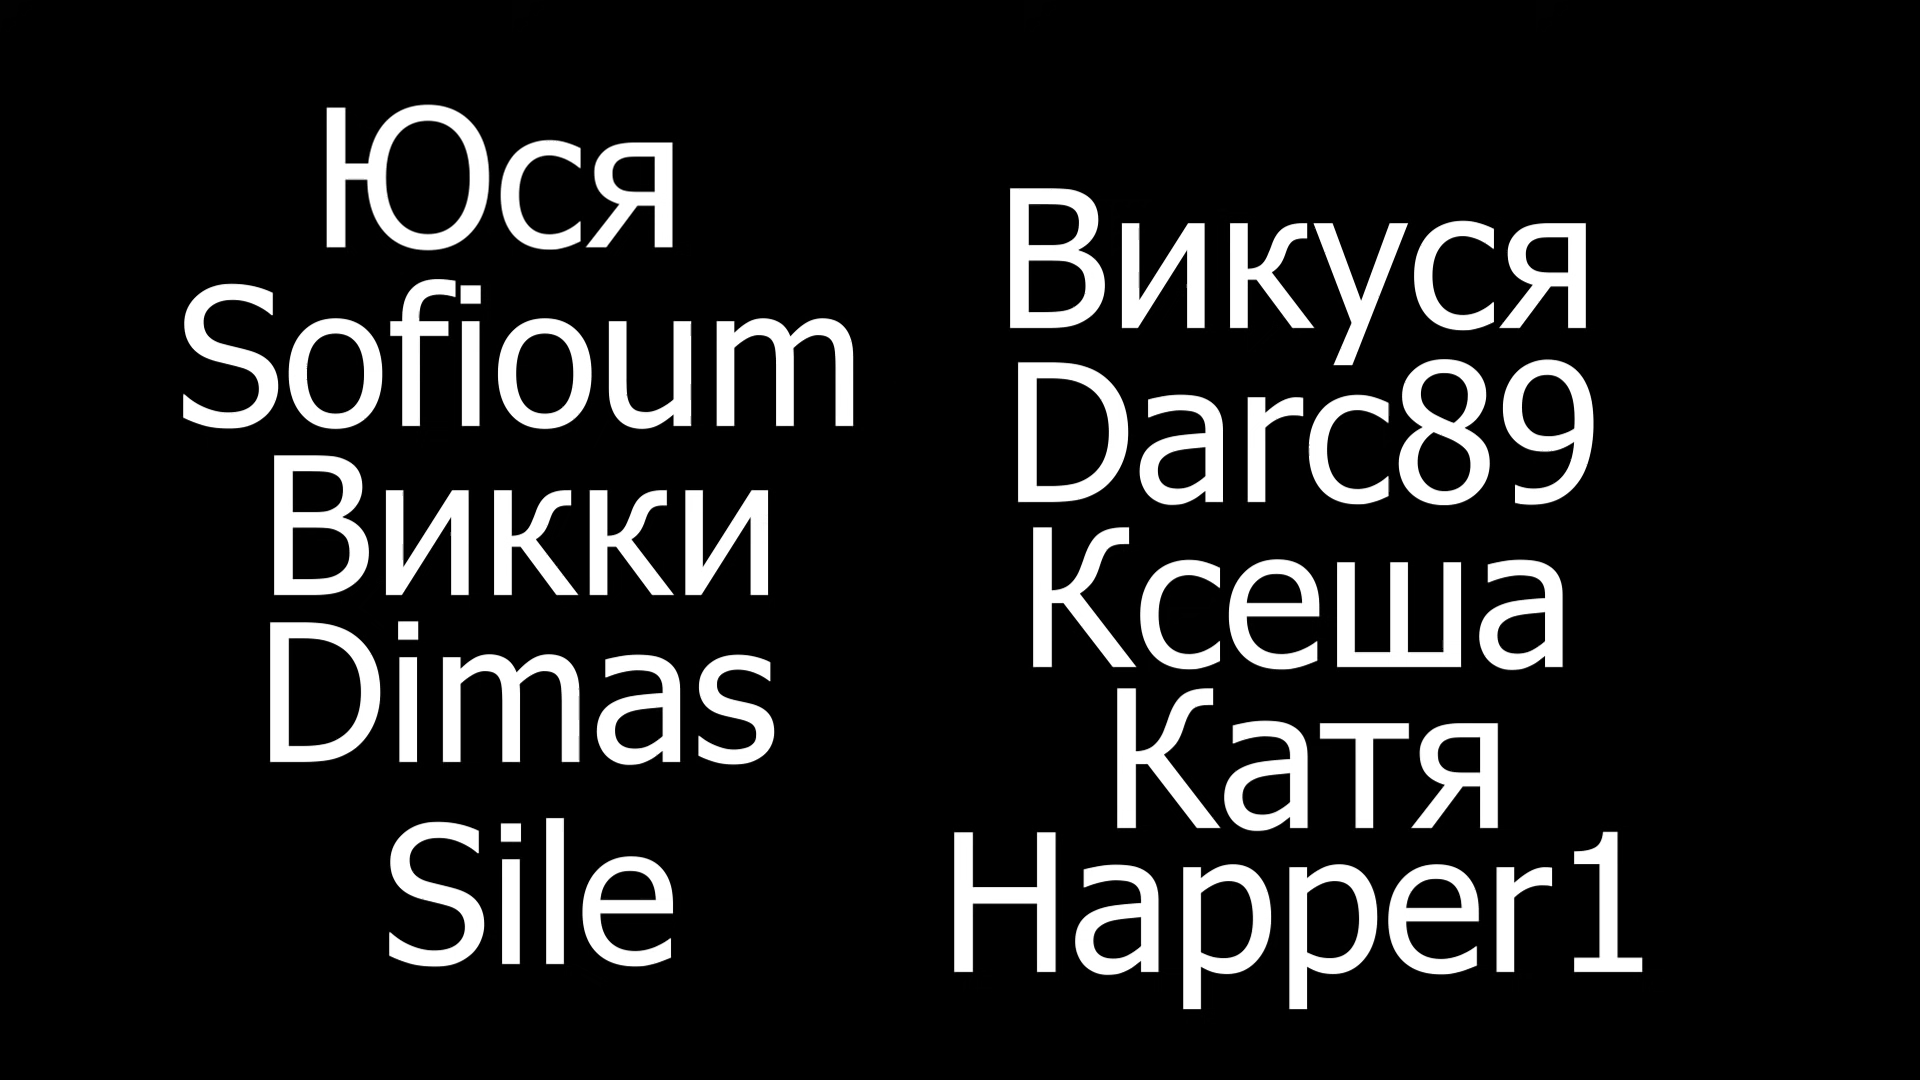 Юся
Sofioum
Викки
Dimas
Sile
Викуся
Darc89
Ксеша
Катя
Happer1